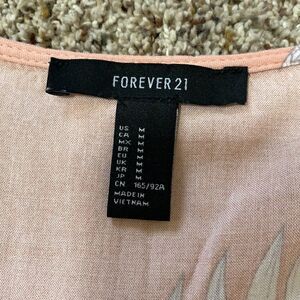 FOREVER 21
US M
CA M
MX M
BR M
EU M
UK M
KR M
JP M
CN 165/92A
MADE IN
VIETNAM